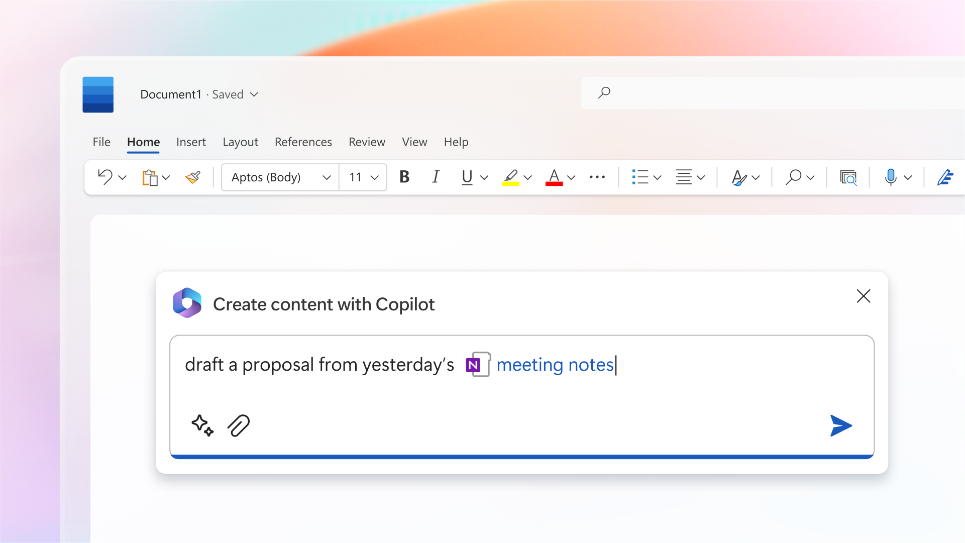 Document1 · Saved
File Home Insert Layout References Review View Help
Aptos (Body) 11 B I U A
Create content with Copilot
draft a proposal from yesterday's N meeting notes